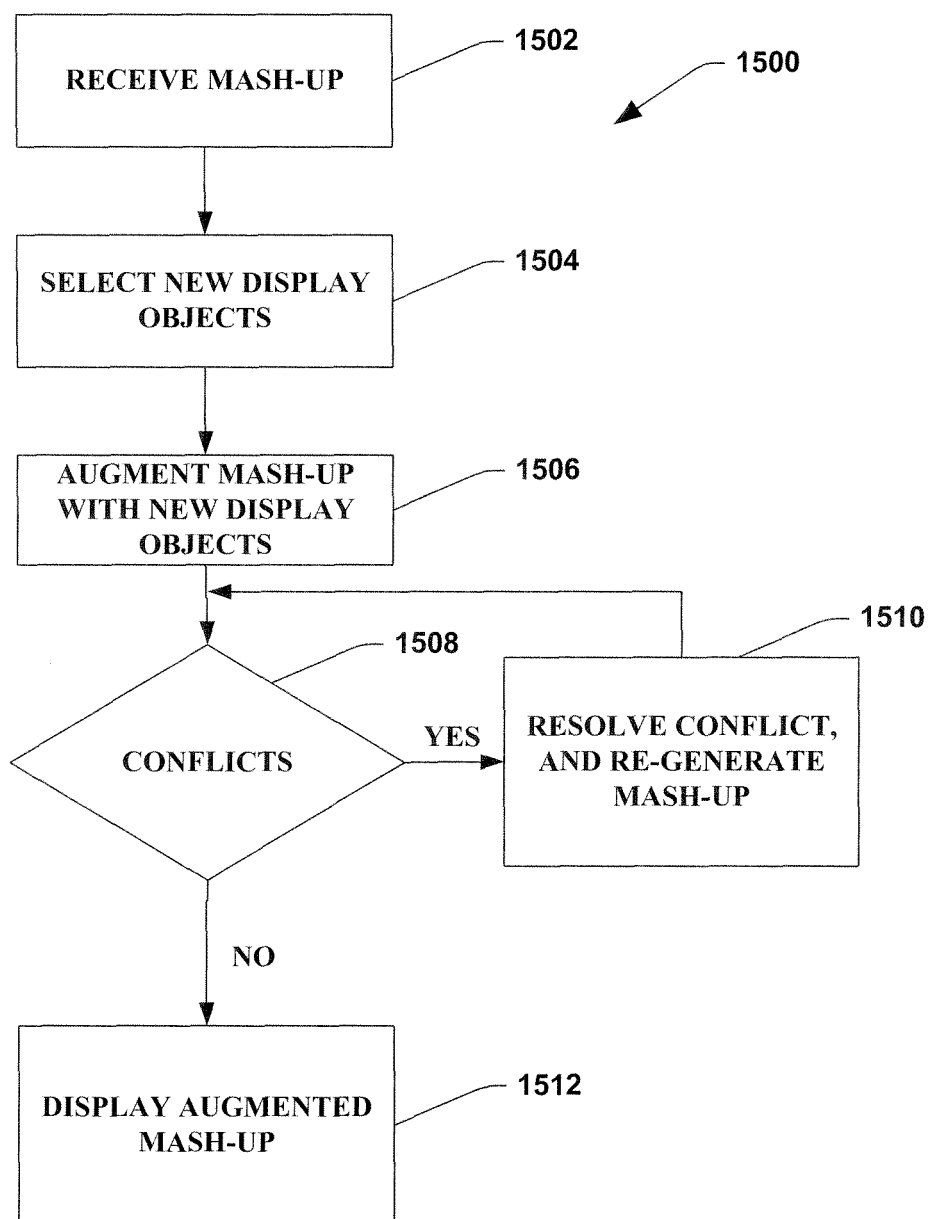 1502
RECEIVE MASH-UP
1500
1504
SELECT NEW DISPLAY
OBJECTS
1506
AUGMENT MASH-UP
WITH NEW DISPLAY
OBJECTS
1510
1508
CONFLICTS
YES
RESOLVE CONFLICT,
AND RE-GENERATE
MASH-UP
NO
1512
DISPLAY AUGMENTED
MASH-UP